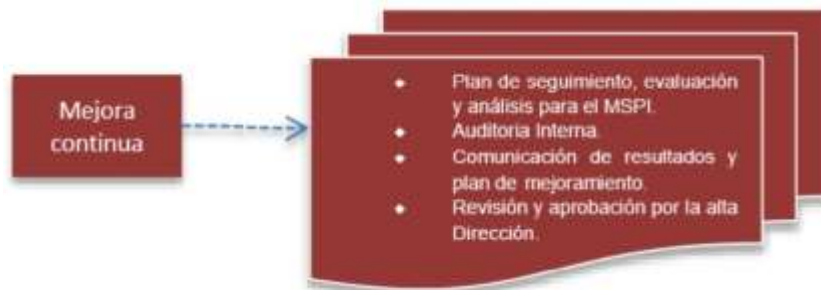 Mejora
continua
• Plan de seguimiento, evaluación
y análisis para el MSPI.
• Auditoria Interna.
• Comunicación de resultados y
plan de mejoramiento.
• Revisión y aprobación por la alta
Dirección.